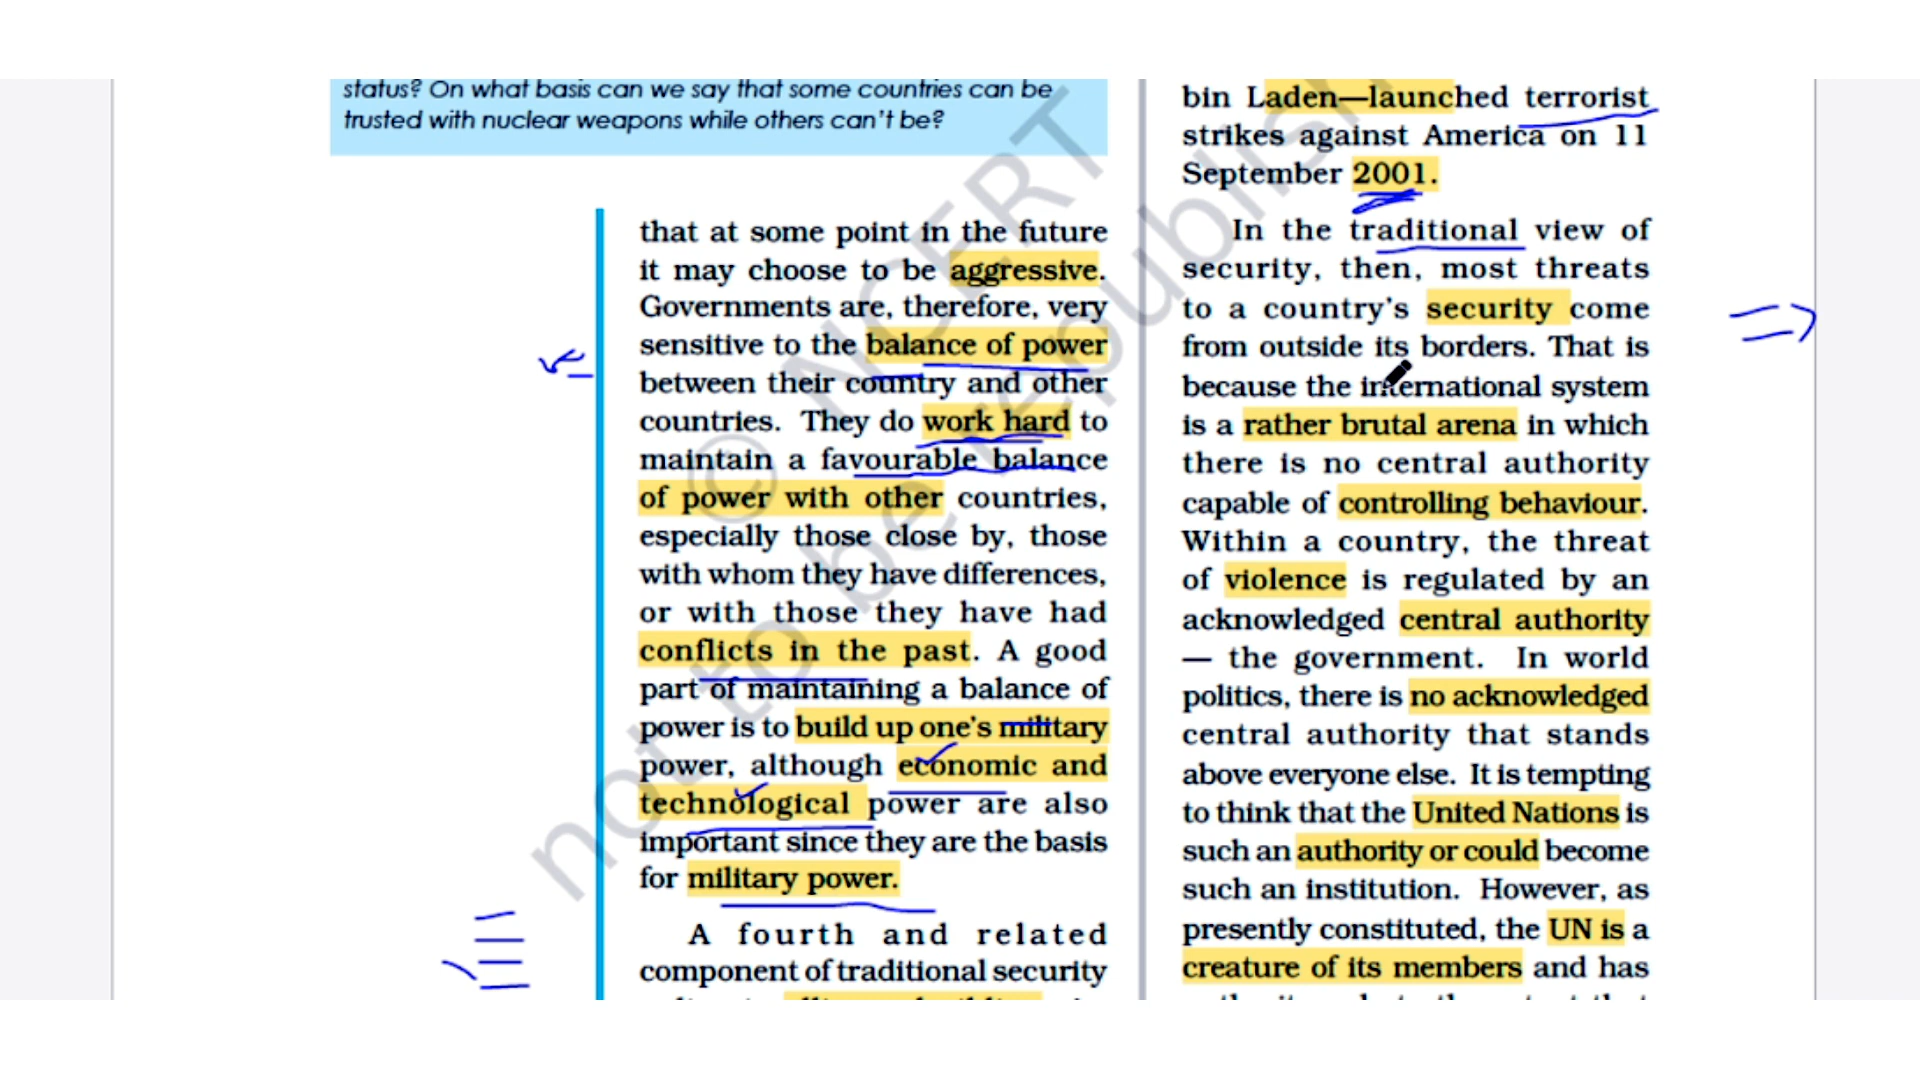 status? On what basis can we say that some countries can be
trusted with nuclear weapons while others can't be?
that at some point in the future
it may choose to be aggressive.
Governments are, therefore, very
sensitive to the balance of power
between their country and other
countries. They do work hard to
maintain a favourable balance
of power with other countries,
especially those close by, those
with whom they have differences,
or with those they have had
conflicts in the past. A good
part of maintaining a balance of
power is to build up one's military
power, although economic and
technological power are also
important since they are the basis
for military power.
A fourth and related
component of traditional security
bin Laden—launched terrorist
strikes against America on 11
September 2001.
In the traditional view of
security, then, most threats
to a country's security come
from outside its borders. That is
because the international system
is a rather brutal arena in which
there is no central authority
capable of controlling behaviour.
Within a country, the threat
of violence is regulated by an
acknowledged central authority
— the government. In world
politics, there is no acknowledged
central authority that stands
above everyone else. It is tempting
to think that the United Nations is
such an authority or could become
such an institution. However, as
presently constituted, the UN is a
creature of its members and has
© NCERT
not to be republish